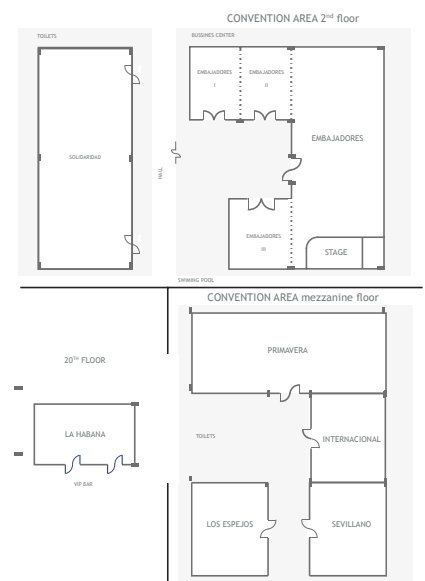 CONVENTION AREA 2nd floor
TOILETS
BUSSINES CENTER
EMBAJADORES
I
EMBAJADORES
II
EMBAJADORES
SOLIDARIDAD
HALL
EMBAJADORES
III
STAGE
SWIMING POOL
CONVENTION AREA mezzanine floor
PRIMAVERA
20TH FLOOR
LA HABANA
VIP BAR
TOILETS
INTERNACIONAL
LOS ESPEJOS
SEVILLANO